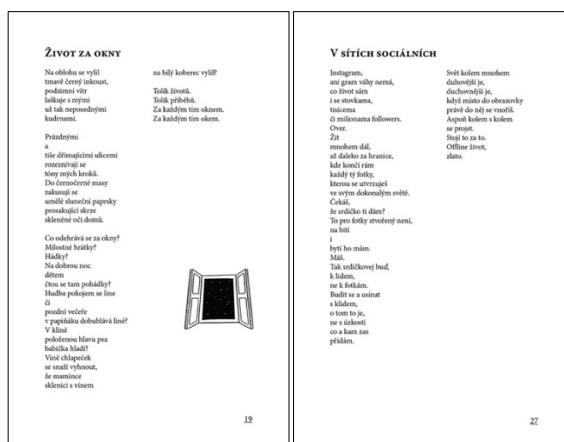 Život za okny
Na oblohu se vylil
tmavě černý inkoust,
podzimní vítr
laškuje s mými
už tak neposednými
kudrnami.
Prázdnými
a
tiše dřímajícími ulicemi
rozeznívají se
tóny mých kroků.
Do černočerné masy
zakusují se
umělé sluneční paprsky
prosakující skrze
skleněné oči domů.
Co odehrává se za okny?
Milostné hrátky?
Hádky?
Na dobrou noc
dětem
čtou se tam pohádky?
Hudba pokojem se line
či
pozdní večeře
v papiňáku dobublává líně?
V klíně
položenou hlavu psa
babička hladí?
Vině chlapeček
se snaží vyhnout,
že mamince
sklenici s vínem
na bílý koberec vylil?
Tolik životů.
Tolik příběhů.
Za každým tím oknem.
Za každým tím okem.
19
V sítích sociálních
Instagram,
ani gram váhy nemá,
co život sám
i se stovkama,
tisícema
či milionama followers.
Over.
Žít
mnohem dál,
až daleko za hranice,
kde končí rám
každý tý fotky,
kterou se utvrzuješ
ve svým dokonalým světě.
Čekáš,
že srdíčko ti dám?
To pro fotky stvořený není,
na bití
i
bytí ho mám.
Máš.
Tak srdíčkovej buď,
k lidem,
ne k fotkám.
Budit se a usínat
s klidem,
o tom to je,
ne s úzkostí
co a kam zas
přidám.
Svět kolem mnohem
duhovější je,
duchovnější je,
když místo do obrazovky
právě do něj se vnoříš.
Aspoň kolem s kolem
se projet.
Stojí to za to.
Offline život,
zlato.
27